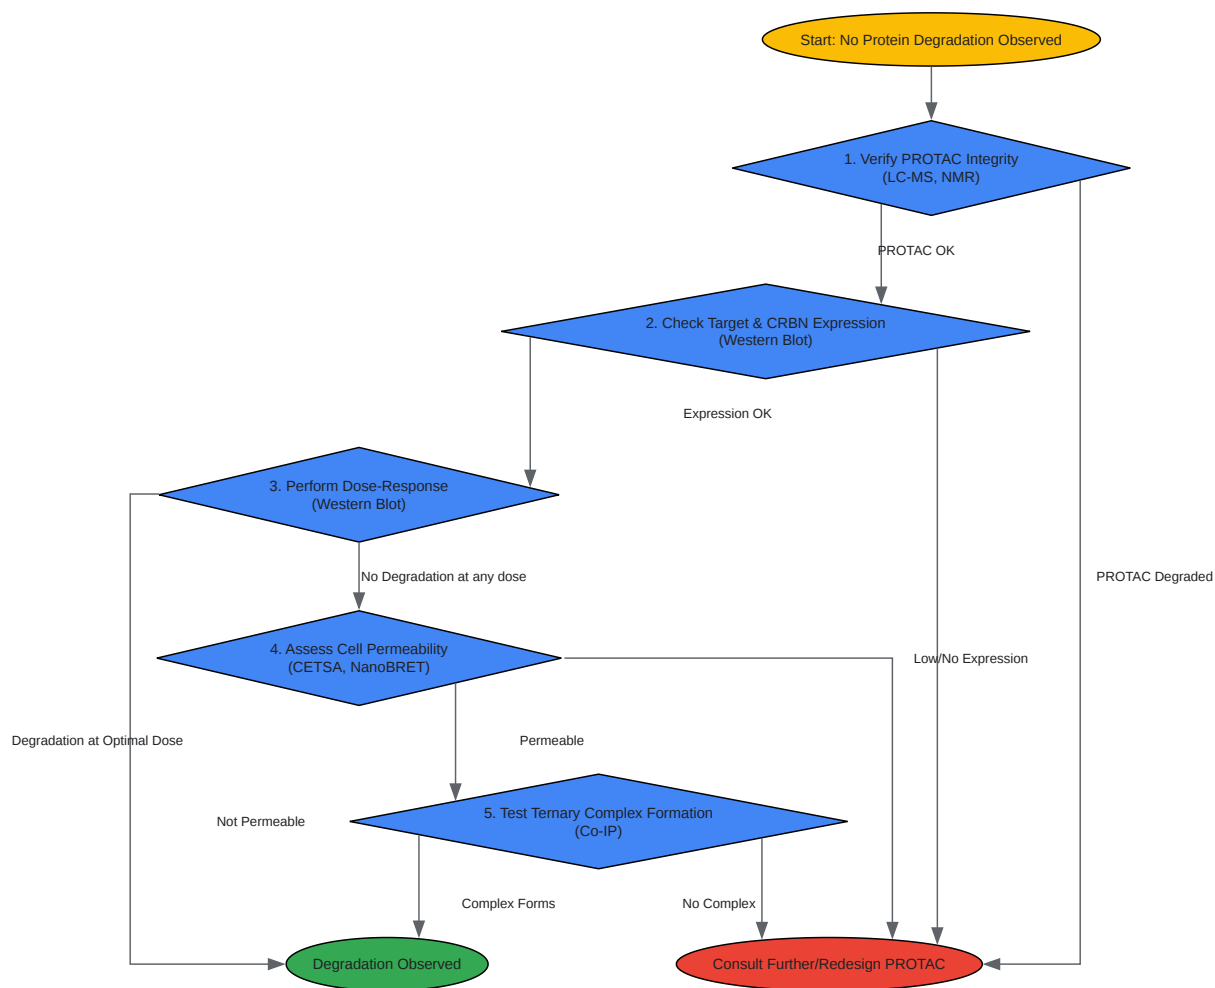 Start: No Protein Degradation Observed
1. Verify PROTAC Integrity
(LC-MS, NMR)
PROTAC OK
2. Check Target & CRBN Expression
(Western Blot)
Expression OK
3. Perform Dose-Response
(Western Blot)
No Degradation at any dose
PROTAC Degraded
4. Assess Cell Permeability
(CETSA, NanoBRET)
Low/No Expression
Degradation at Optimal Dose
Permeable
5. Test Ternary Complex Formation
(Co-IP)
Not Permeable
Complex Forms
No Complex
Degradation Observed
Consult Further/Redesign PROTAC